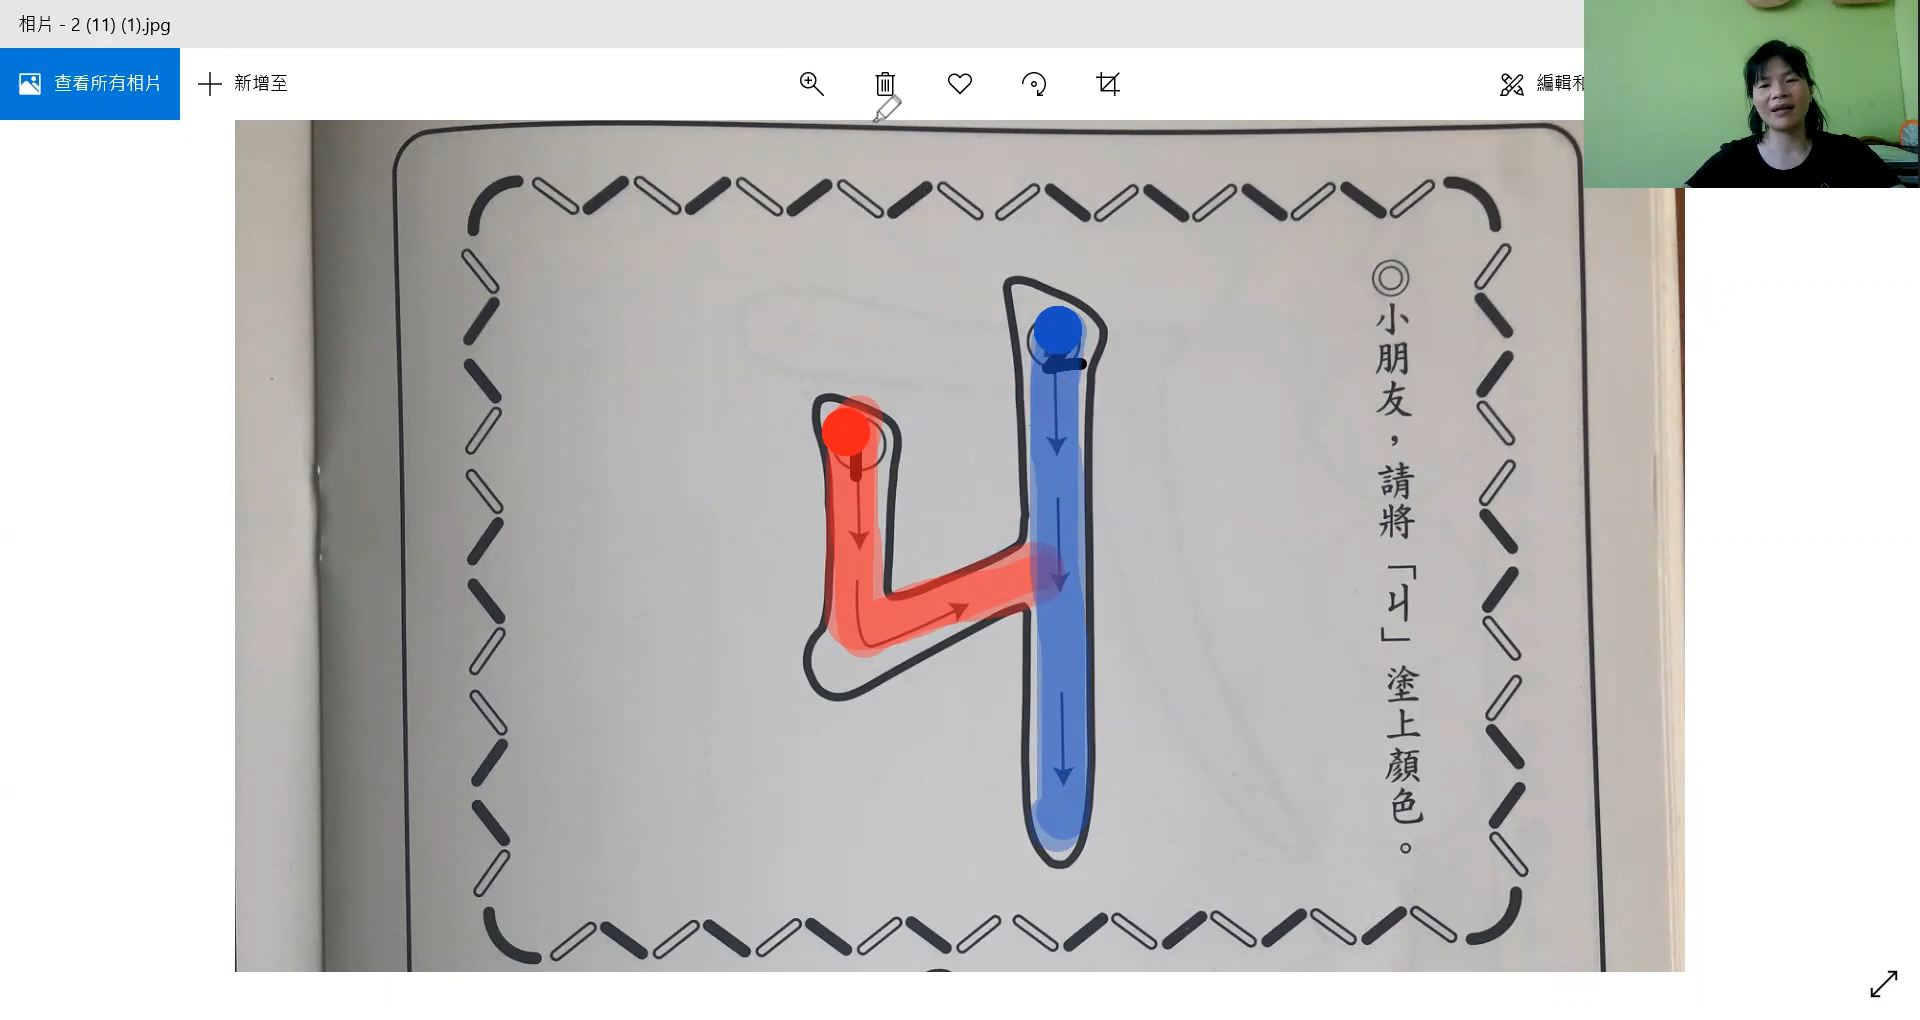 相片 - 2 (11) (1).jpg
查看所有相片
新增至
編輯和
◎小朋友，請將「ㄐ」塗上顏色。
ㄐ